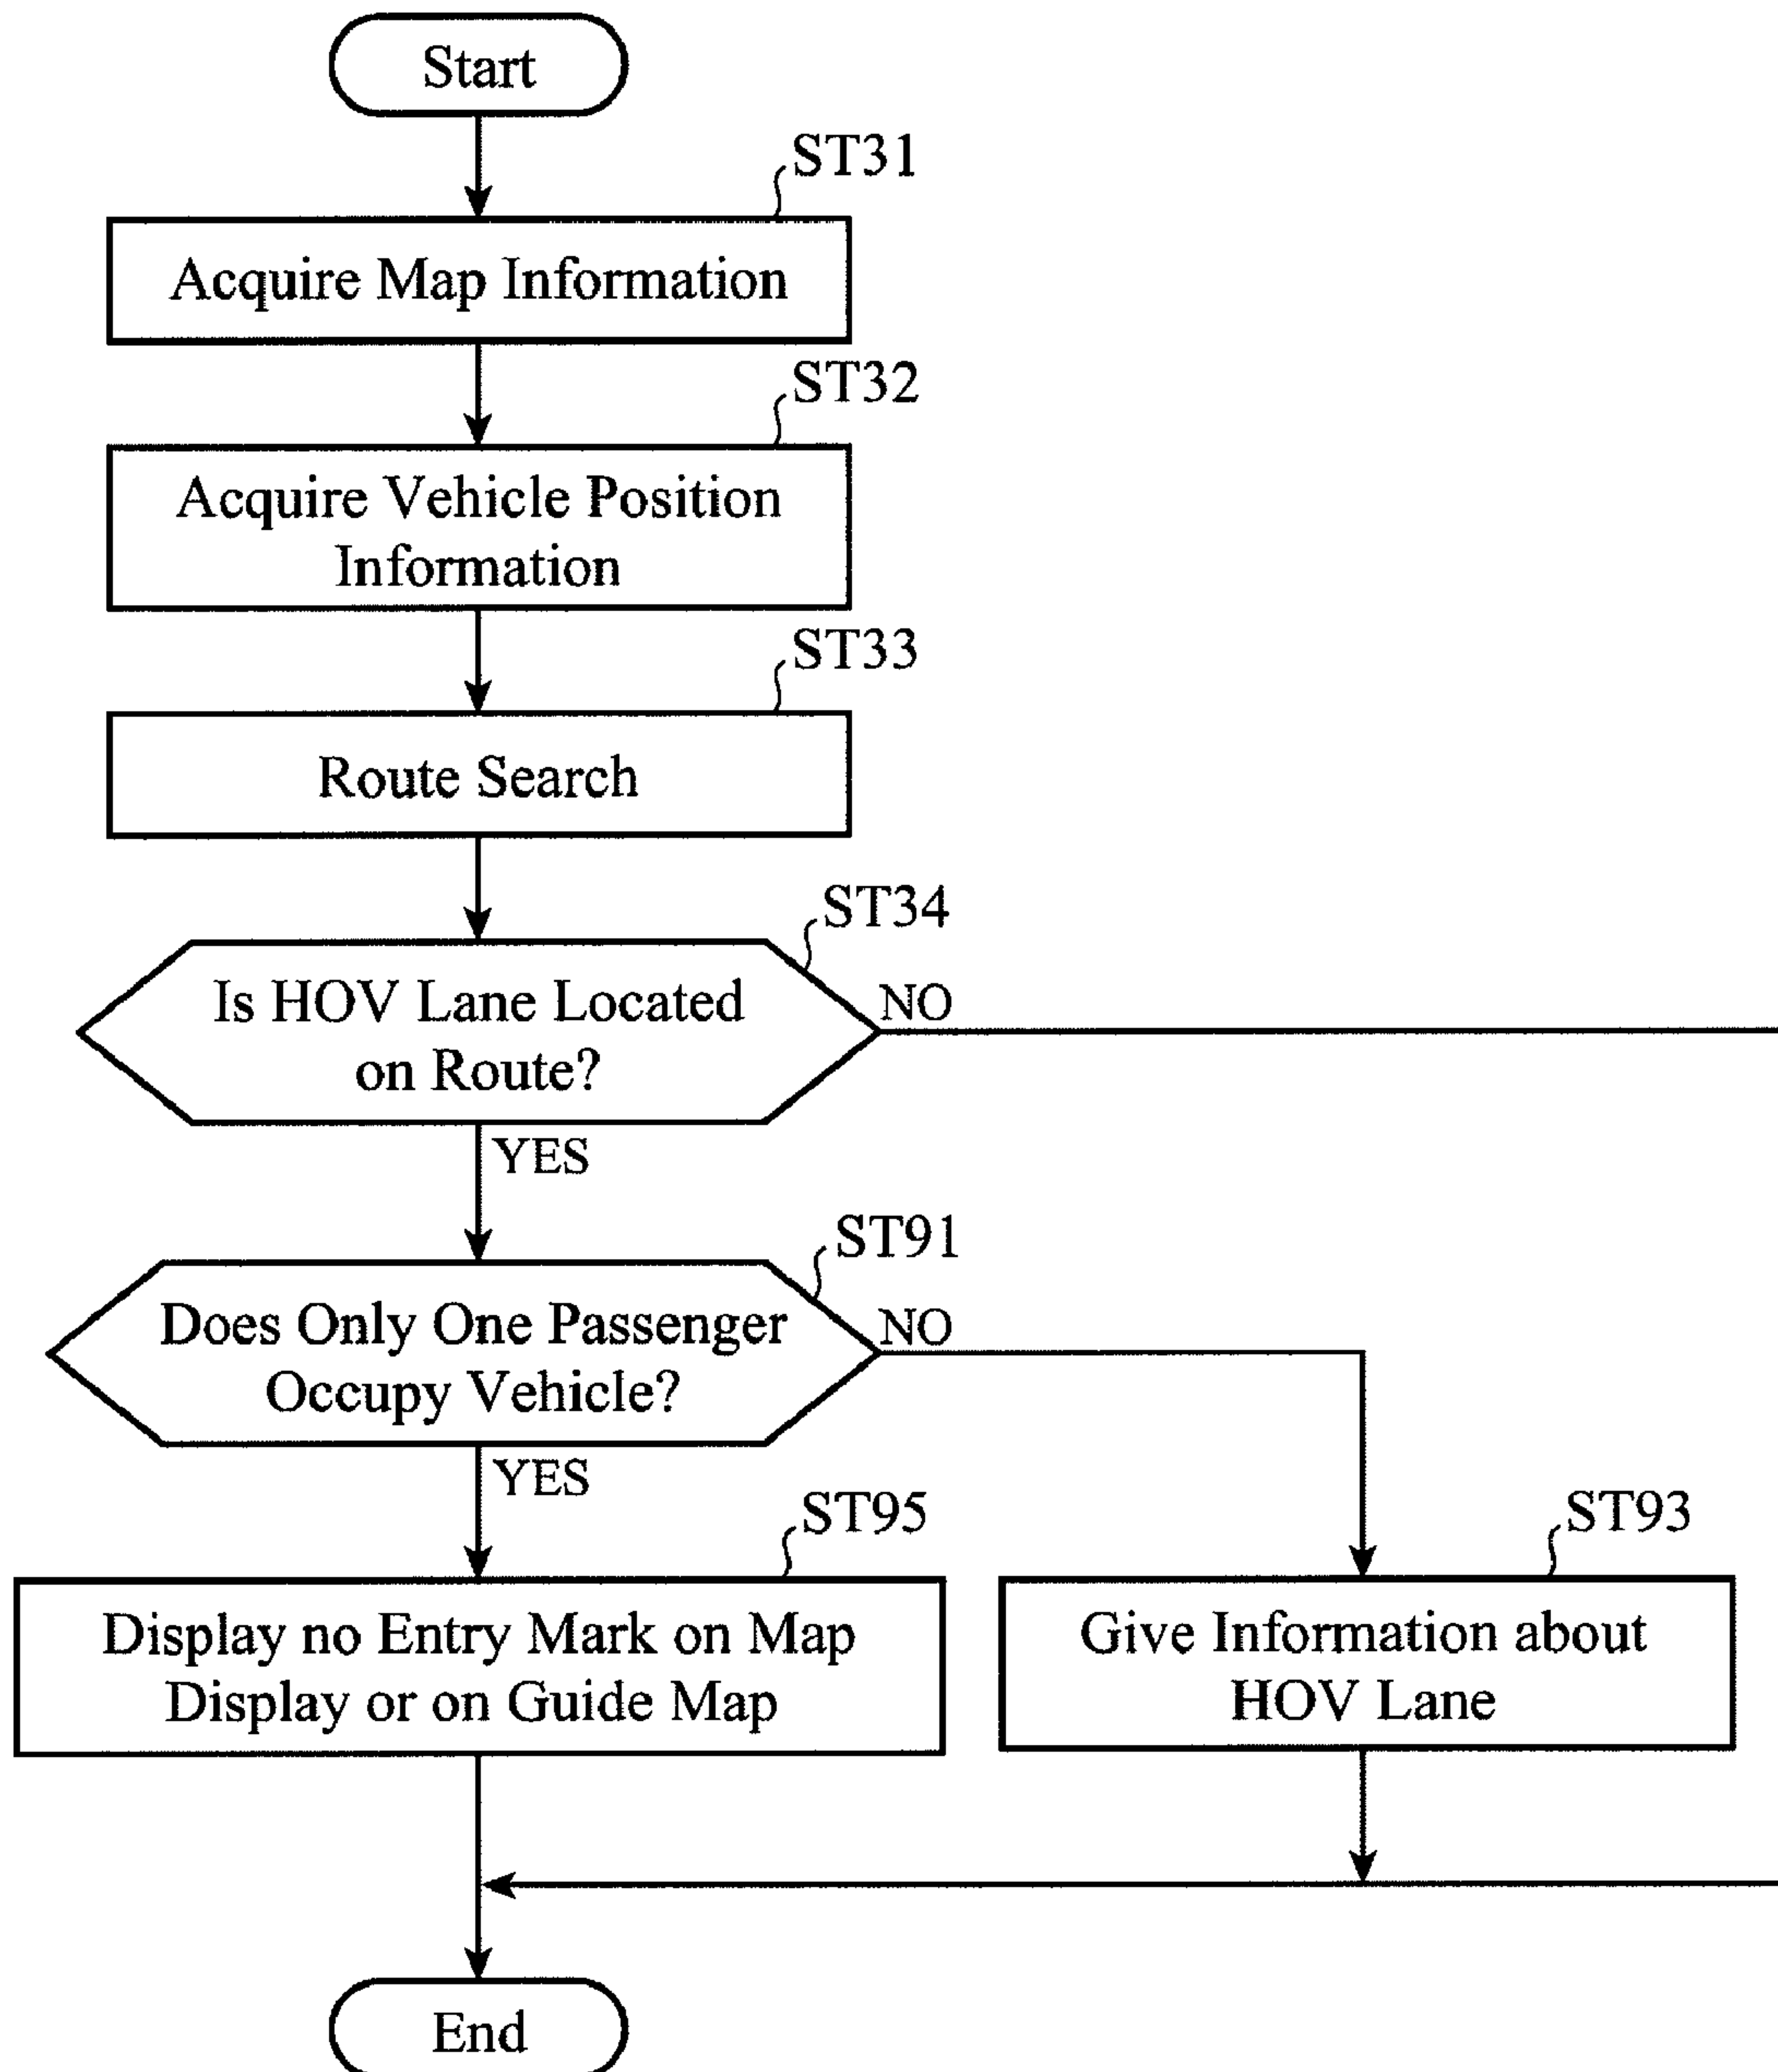 Start
ST31
Acquire Map Information
ST32
Acquire Vehicle Position
Information
ST33
Route Search
ST34
Is HOV Lane Located
on Route?
NO
YES
ST91
Does Only One Passenger
Occupy Vehicle?
NO
YES
ST95
Display no Entry Mark on Map
Display or on Guide Map
ST93
Give Information about
HOV Lane
End